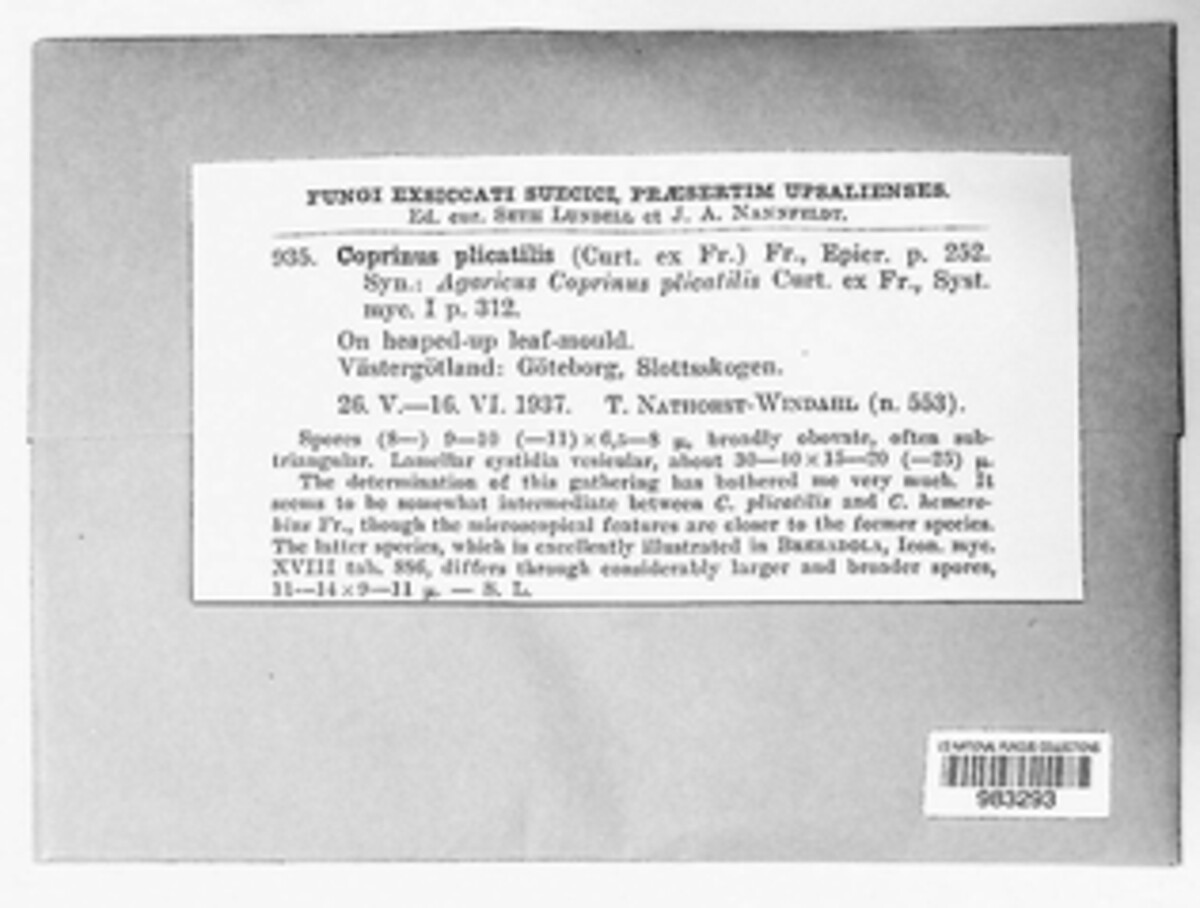 FUNGI EXSICCATI SUECICI, PRÆSERTIM UPSALIENSES.
Ed. cur. SETH LUNDELL et J. A. NANNFELDT.
935. Coprinus plicatilis (Curt. ex Fr.) Fr., Epicr. p. 252.
Syn.: Agaricus Coprinus plicatilis Curt. ex Fr., Syst.
myc. I p. 312.
On heaped-up leaf-mould.
Västergötland: Göteborg, Slottsskogen.
26. V.—16. VI. 1937. T. NATHORST-WINDAHL (n. 553).
Spores (8—) 9—10 (—11) × 6,5—8 µ, broadly obovate, often sub-
triangular. Lamellar cystidia vesicular, about 30—40 × 15—20 (—25) µ.
The determination of this gathering has bothered me very much. It
seems to be somewhat intermediate between C. plicatilis and C. hemero-
bius Fr., though the microscopical features are closer to the former species.
The latter species, which is excellently illustrated in BRESADOLA, Icon. myc.
XVIII tab. 886, differs through considerably larger and broader spores,
11—14 × 9—11 µ. — S. L.
US NATIONAL FUNGUS COLLECTIONS
983293